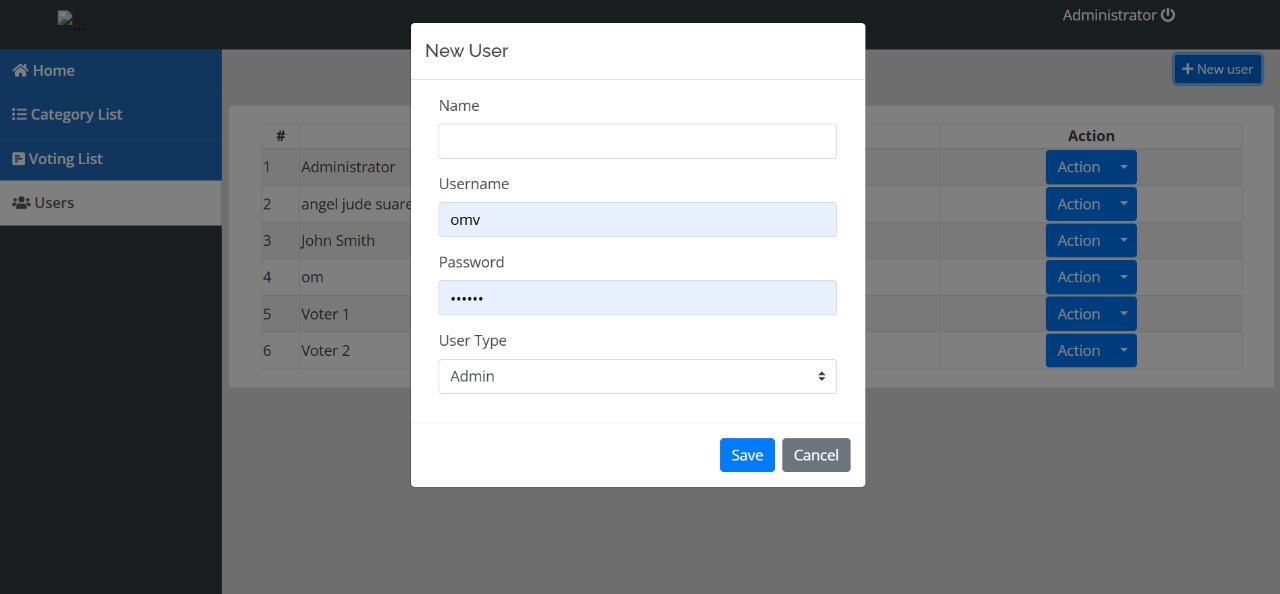 ...
Administrator
New User
Home
+ New user
Category List
Name
# Action
Voting List
1 Administrator Action
Username
Users
2 angel jude suare Action
omv
3 John Smith Action
Password
4 om Action
••••••
5 Voter 1 Action
User Type
6 Voter 2 Action
Admin
Save Cancel